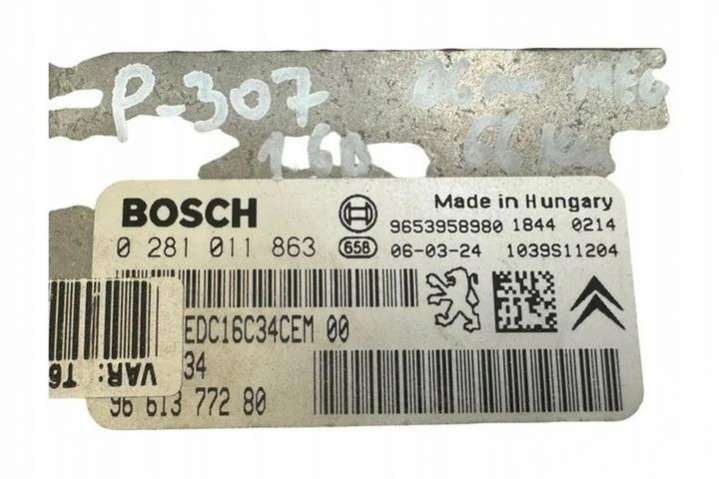 P-307
1.6D
BOSCH
Made in Hungary
9653958980 1844 0214
0 281 011 863
658
06-03-24 1039S11204
EDC16C34CEM 00
34
VAR: T6
96 613 772 80